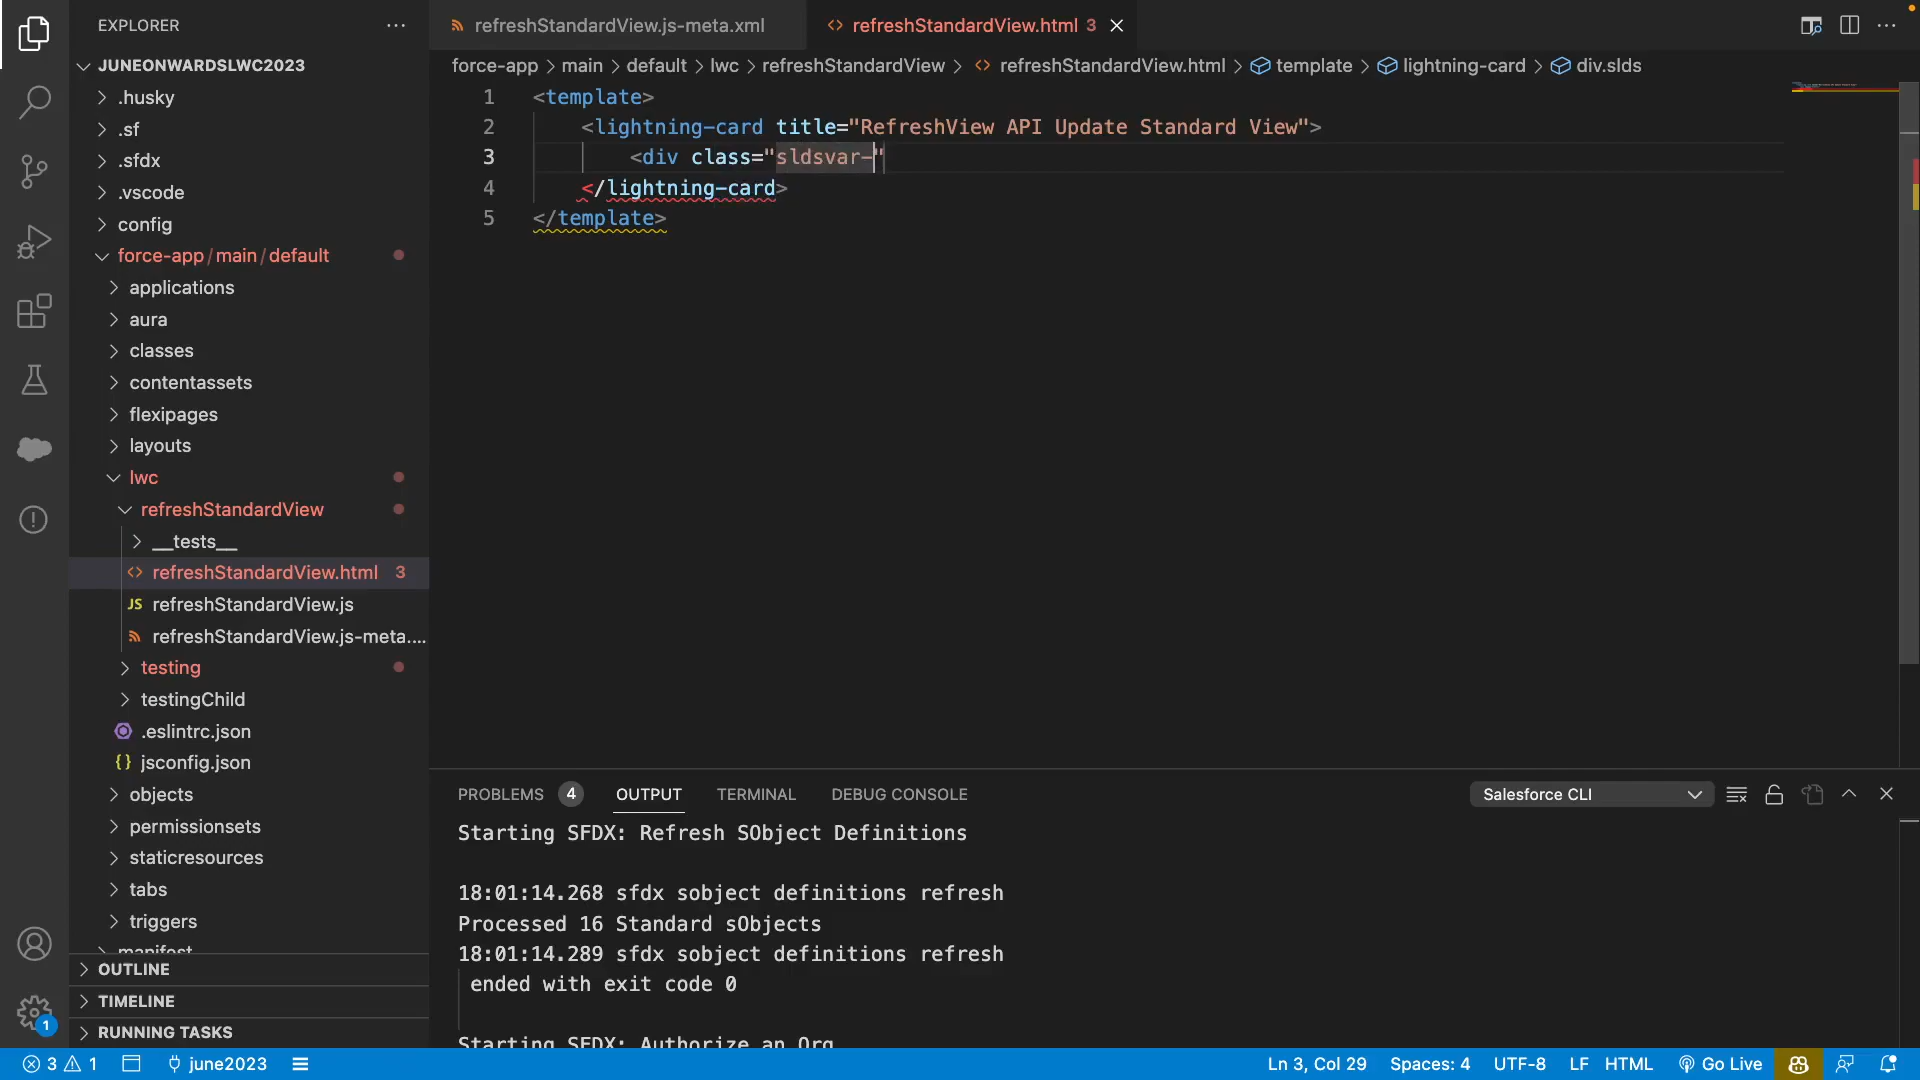 EXPLORER
JUNEONWARDSLWC2023
.husky
.sf
.sfdx
.vscode
config
force-app/main/default
applications
aura
classes
contentassets
flexipages
layouts
lwc
refreshStandardView
__tests__
refreshStandardView.html 3
JS refreshStandardView.js
refreshStandardView.js-meta....
testing
testingChild
.eslintrc.json
{} jsconfig.json
objects
permissionsets
staticresources
tabs
triggers
manifest
OUTLINE
TIMELINE
RUNNING TASKS
1
refreshStandardView.js-meta.xml
refreshStandardView.html 3
force-app > main > default > lwc > refreshStandardView > refreshStandardView.html > template > lightning-card > div.slds
1 <template>
2 <lightning-card title="RefreshView API Update Standard View">
3 <div class="sldsvar-"
4 </lightning-card>
5 </template>
PROBLEMS 4 OUTPUT TERMINAL DEBUG CONSOLE Salesforce CLI
Starting SFDX: Refresh SObject Definitions
18:01:14.268 sfdx sobject definitions refresh
Processed 16 Standard sObjects
18:01:14.289 sfdx sobject definitions refresh
ended with exit code 0
Starting SFDX: Authorize an Org
3 1 june2023 Ln 3, Col 29 Spaces: 4 UTF-8 LF HTML Go Live